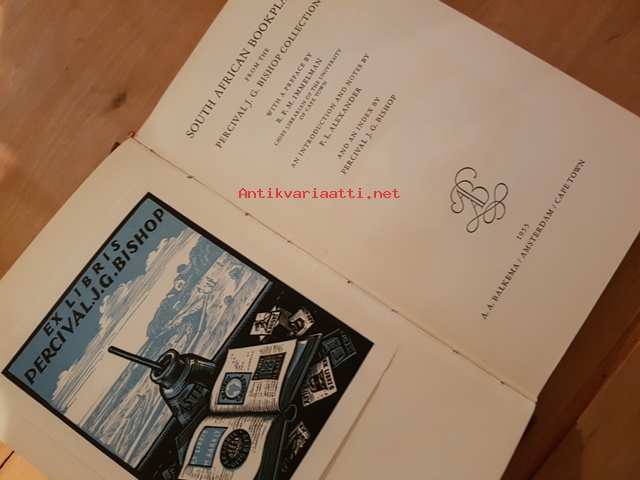 EX LIBRIS
PERCIVAL.J.G.BISHOP
SOUTH AFRICAN
FROM THE
PERCIVAL J. G. BISHOP COLLECTION
WITH A PREFACE BY
R. F. M. IMMELMAN
CHIEF LIBRARIAN OF THE UNIVERSITY
OF CAPE TOWN
AN INTRODUCTION AND NOTES BY
F. L. ALEXANDER
AND AN INDEX BY
PERCIVAL J. G. BISHOP
1955
A. A. BALKEMA / AMSTERDAM / CAPE TOWN
Antikvariaatti.net